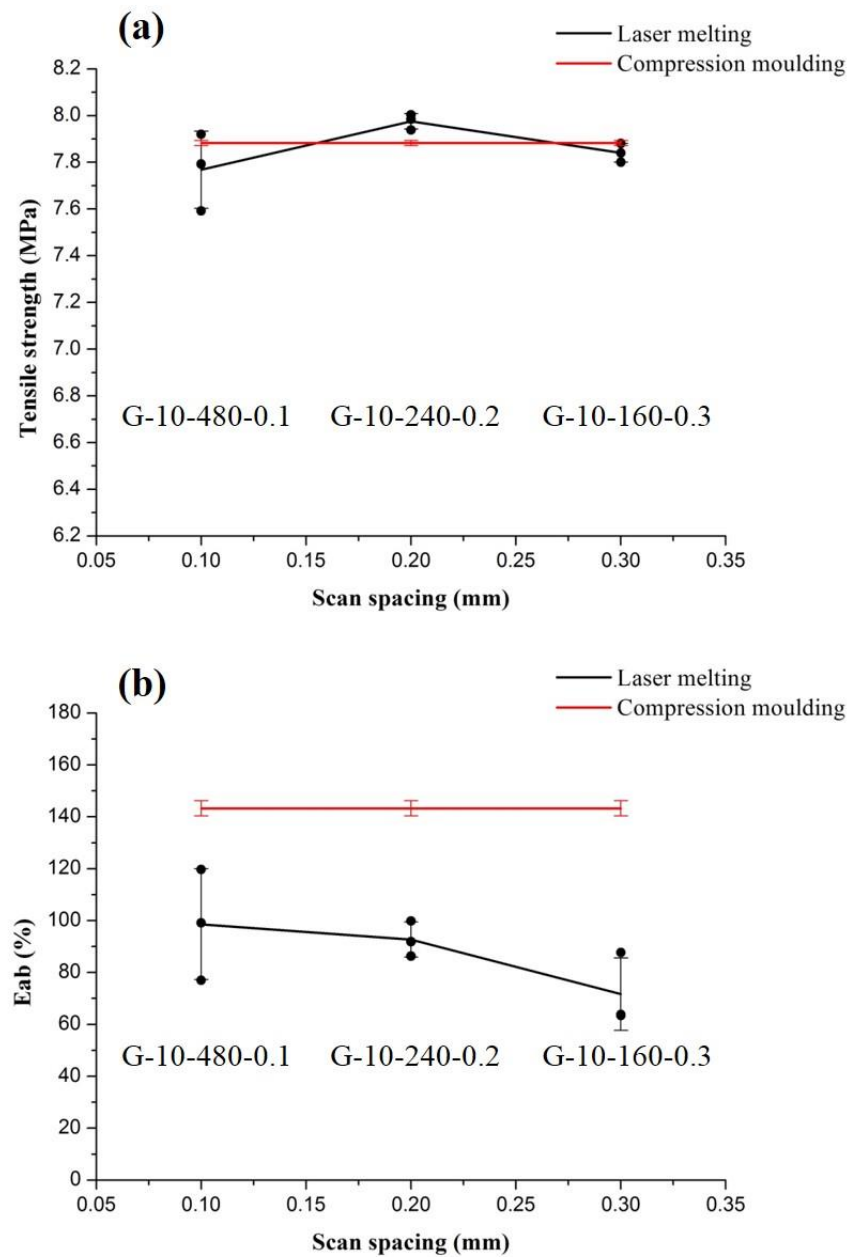 (a)
Laser melting
Compression moulding
8.2
8.0
7.8
7.6
7.4
7.2
7.0
6.8
6.6
6.4
6.2
Tensile strength (MPa)
G-10-480-0.1 G-10-240-0.2 G-10-160-0.3
0.05 0.10 0.15 0.20 0.25 0.30 0.35
Scan spacing (mm)
(b)
Laser melting
Compression moulding
180
160
140
120
100
80
60
40
20
0
Eab (%)
G-10-480-0.1 G-10-240-0.2 G-10-160-0.3
0.05 0.10 0.15 0.20 0.25 0.30 0.35
Scan spacing (mm)